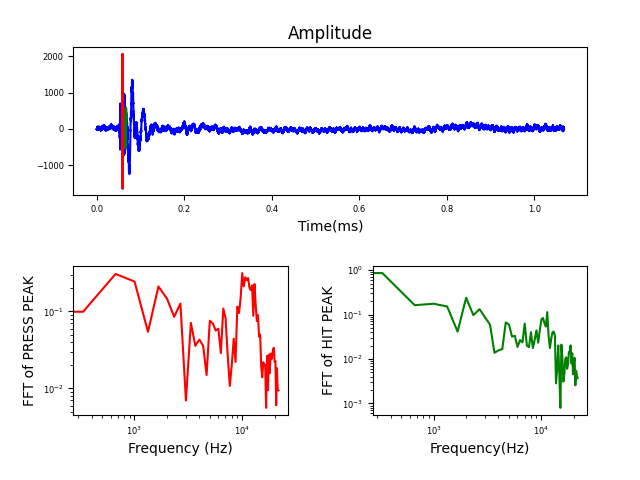 Amplitude
2000
1000
0
−1000
0.0 0.2 0.4 0.6 0.8 1.0
Time(ms)
FFT of PRESS PEAK
10⁻¹
10⁻²
10³ 10⁴
Frequency (Hz)
FFT of HIT PEAK
10⁰
10⁻¹
10⁻²
10⁻³
10³ 10⁴
Frequency(Hz)